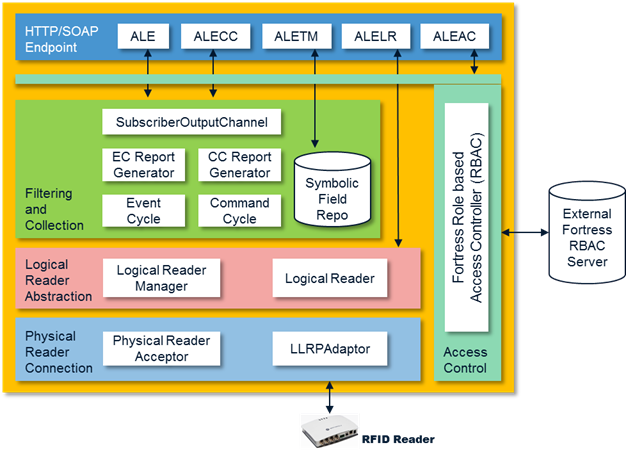 HTTP/SOAP
Endpoint
ALE
ALECC
ALETM
ALELR
ALEAC
SubscriberOutputChannel
EC Report
Generator
CC Report
Generator
Event
Cycle
Command
Cycle
Symbolic
Field
Repo
Filtering
and
Collection
Logical
Reader
Abstraction
Logical Reader
Manager
Logical Reader
Physical
Reader
Connection
Physical Reader
Acceptor
LLRPAdaptor
Fortress Role based
Access Controller (RBAC)
Access
Control
External
Fortress
RBAC
Server
RFID Reader